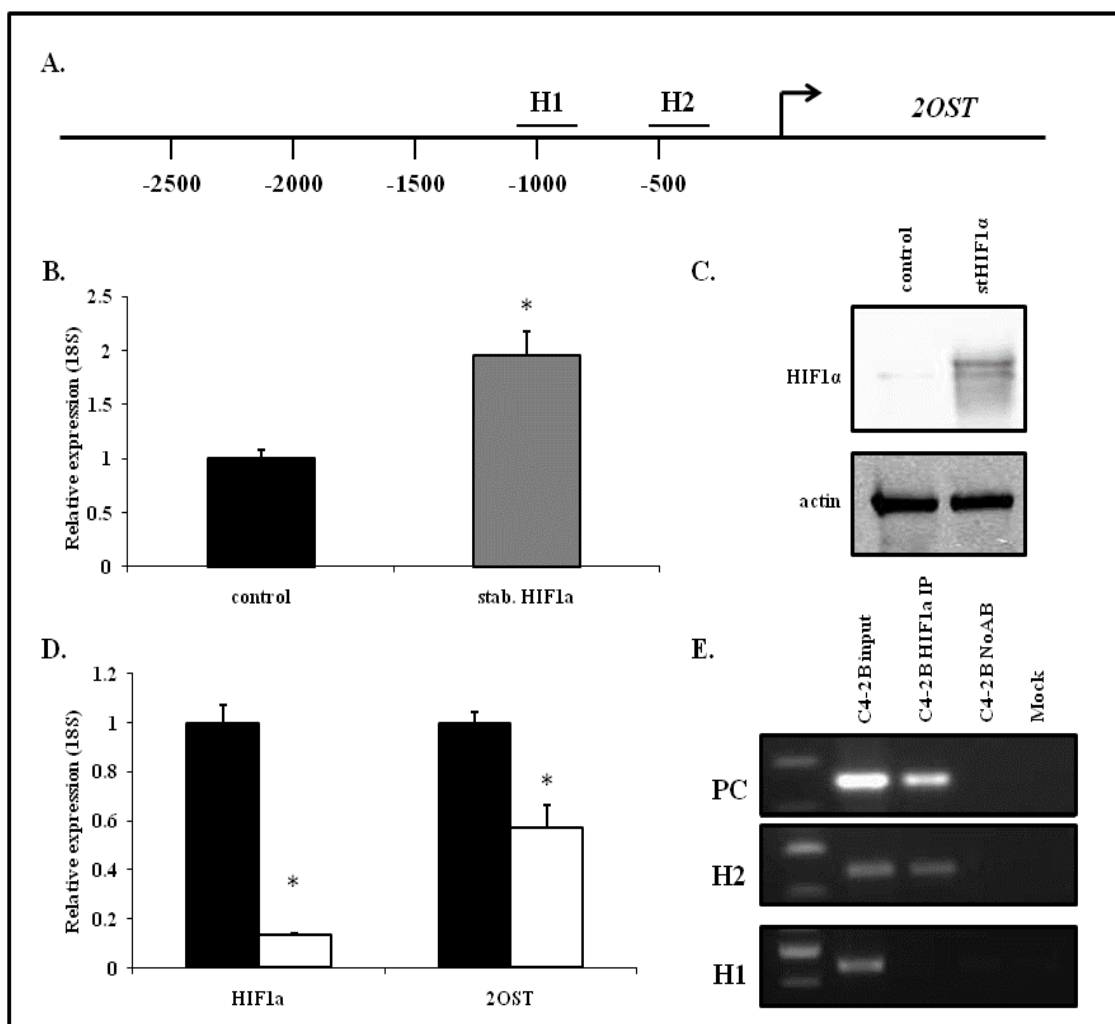 A.
H1 H2 2OST
-2500 -2000 -1500 -1000 -500
B.
Relative expression (18S)
2.5
2
1.5
1
0.5
0
*
control stab. HIF1a
C.
control stHIF1α
HIF1α
actin
D.
Relative expression (18S)
1.2
1
0.8
0.6
0.4
0.2
0
* *
HIF1a 2OST
E.
C4-2B input C4-2B HIF1a IP C4-2B NoAB Mock
PC
H2
H1